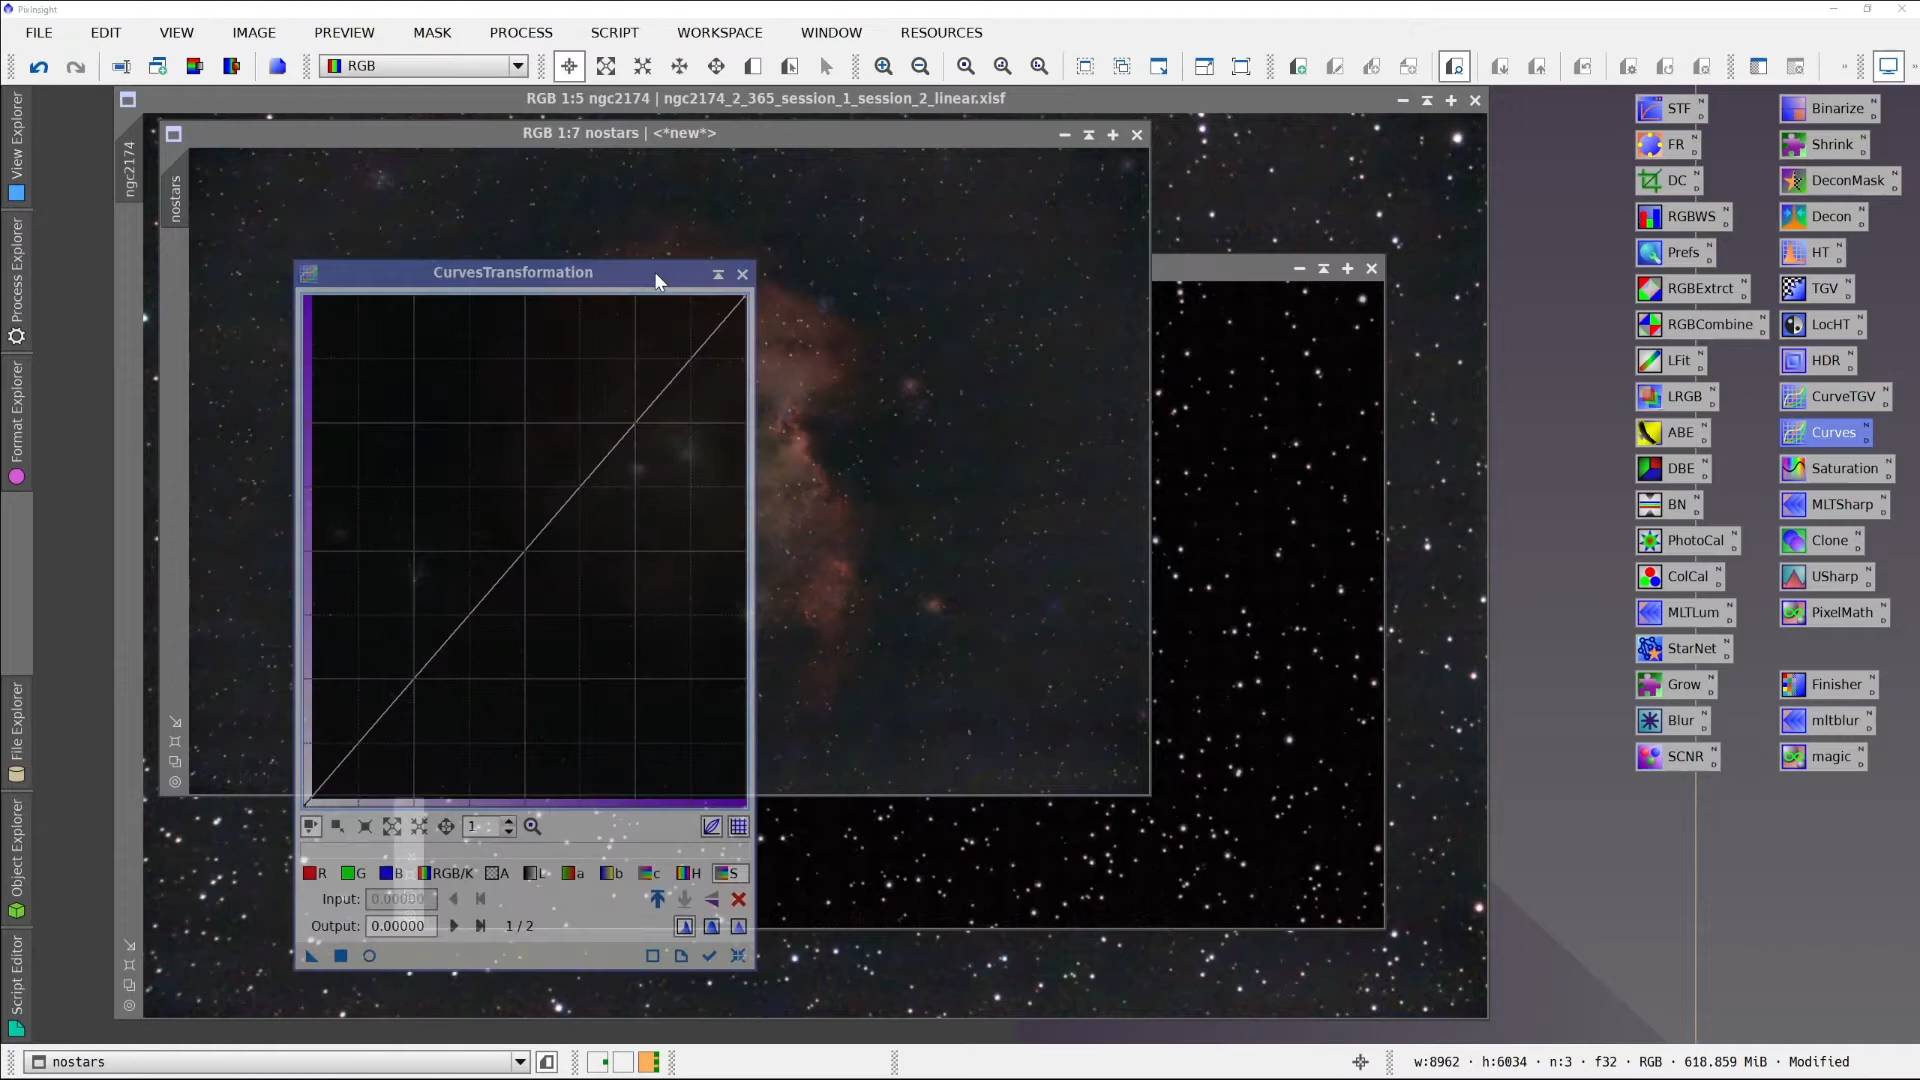 PixInsight
FILE EDIT VIEW IMAGE PREVIEW MASK PROCESS SCRIPT WORKSPACE WINDOW RESOURCES
RGB
RGB 1:5 ngc2174 | ngc2174_2_365_session_1_session_2_linear.xisf
RGB 1:7 nostars | <*new*>
ngc2174
nostars
View Explorer
Process Explorer
Format Explorer
File Explorer
Object Explorer
Script Editor
CurvesTransformation
1
R G B RGB/K A L a b c H S
Input: 0.00000
Output: 0.00000 1 / 2
STF Binarize
FR Shrink
DC DeconMask
RGBWS Decon
Prefs HT
RGBExtrct TGV
RGBCombine LocHT
LFit HDR
LRGB CurveTGV
ABE Curves
DBE Saturation
BN MLTSharp
PhotoCal Clone
ColCal USharp
MLTLum PixelMath
StarNet
Grow Finisher
Blur mltblur
SCNR magic
nostars
w:8962 · h:6034 · n:3 · f32 · RGB · 618.859 MiB · Modified